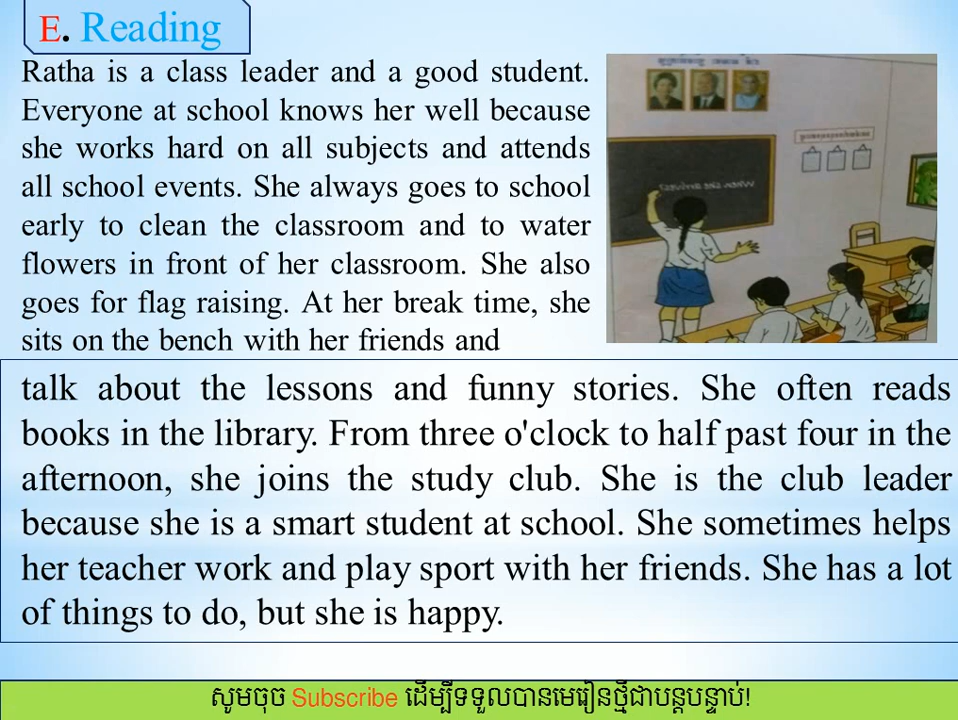 E. Reading
Ratha is a class leader and a good student.
Everyone at school knows her well because
she works hard on all subjects and attends
all school events. She always goes to school
early to clean the classroom and to water
flowers in front of her classroom. She also
goes for flag raising. At her break time, she
sits on the bench with her friends and
talk about the lessons and funny stories. She often reads
books in the library. From three o'clock to half past four in the
afternoon, she joins the study club. She is the club leader
because she is a smart student at school. She sometimes helps
her teacher work and play sport with her friends. She has a lot
of things to do, but she is happy.
សូមចុច Subscribe ដើម្បីទទួលបានមេរៀនថ្មីជាបន្តបន្ទាប់!